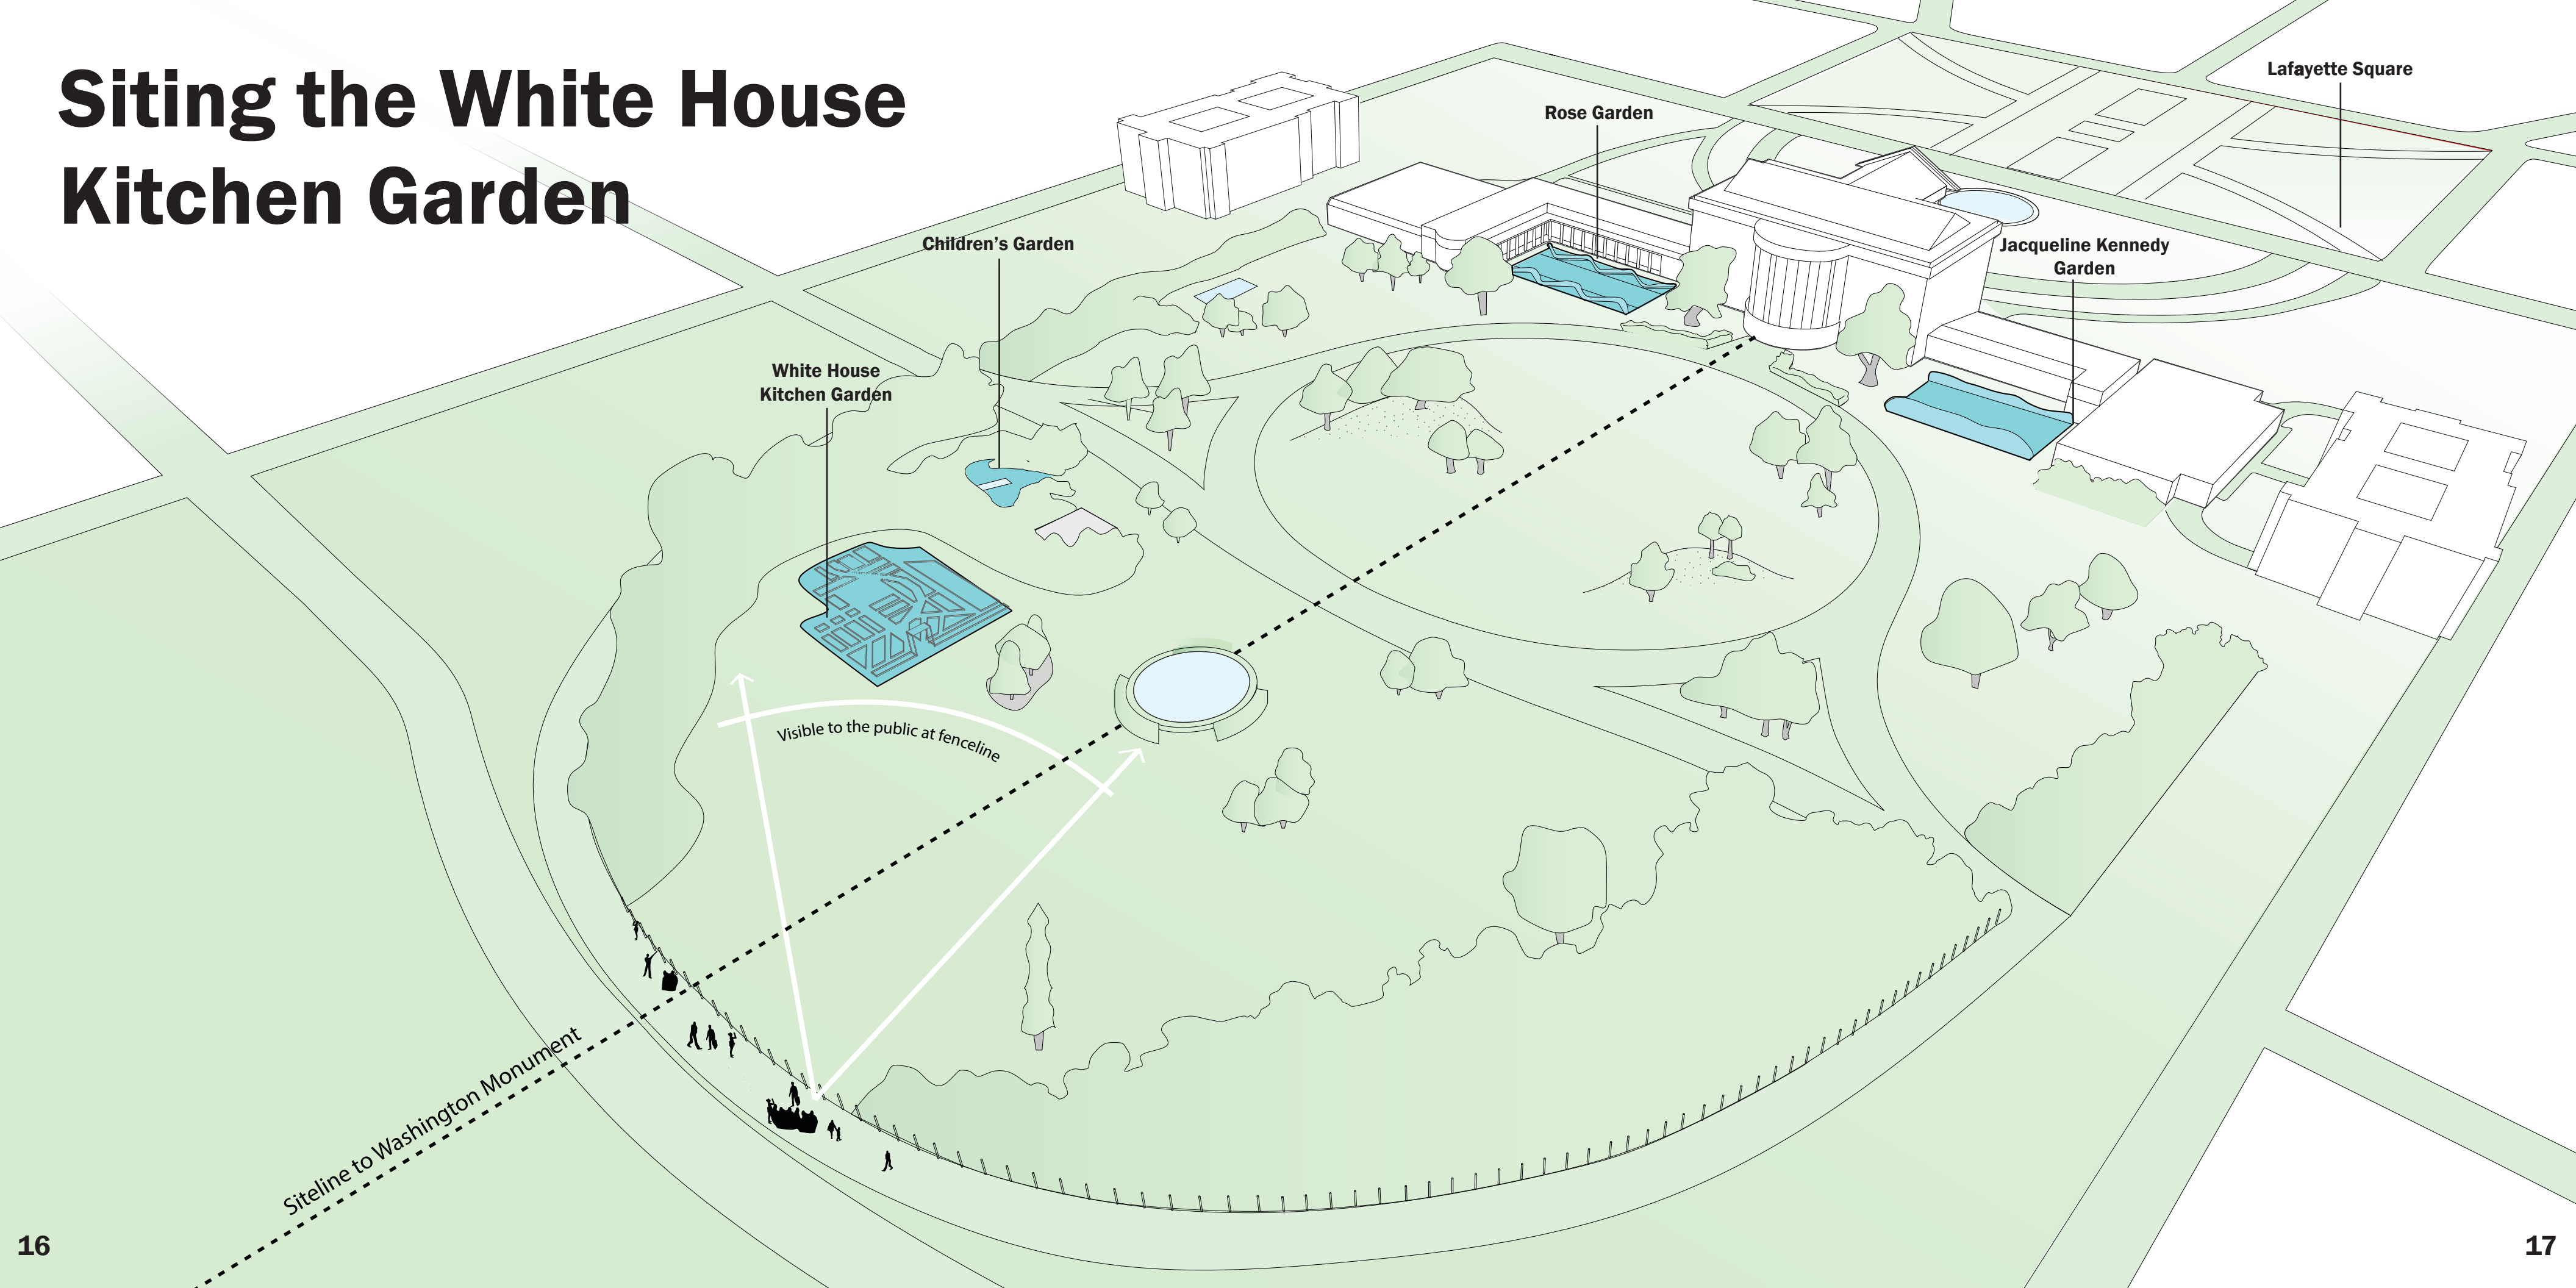 Siting the White House
Kitchen Garden
Lafayette Square
Rose Garden
Children's Garden
Jacqueline Kennedy
Garden
White House
Kitchen Garden
Visible to the public at fenceline
Siteline to Washington Monument
16
17